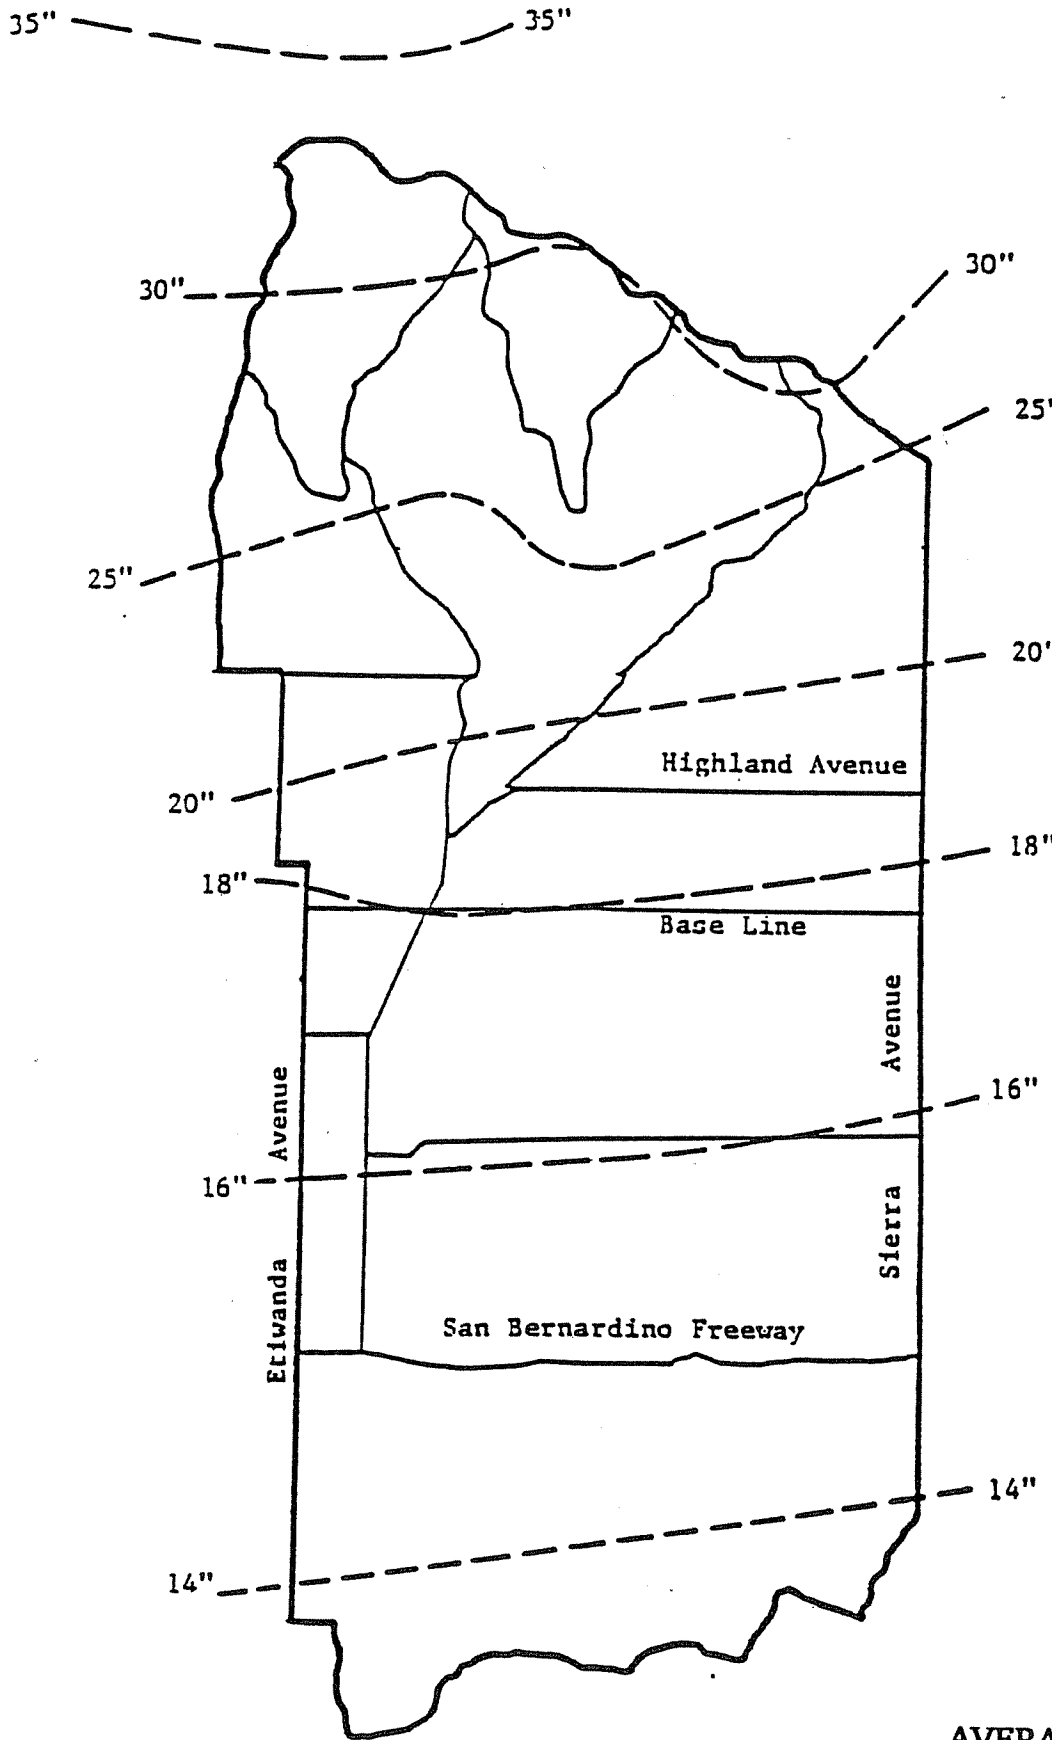 35" 35"
30" 30"
25'
25"
20'
Highland Avenue
20"
18"
18"
Base Line
Avenue
Avenue
16"
16"
Sierra
Etiwanda
San Bernardino Freeway
14"
14"